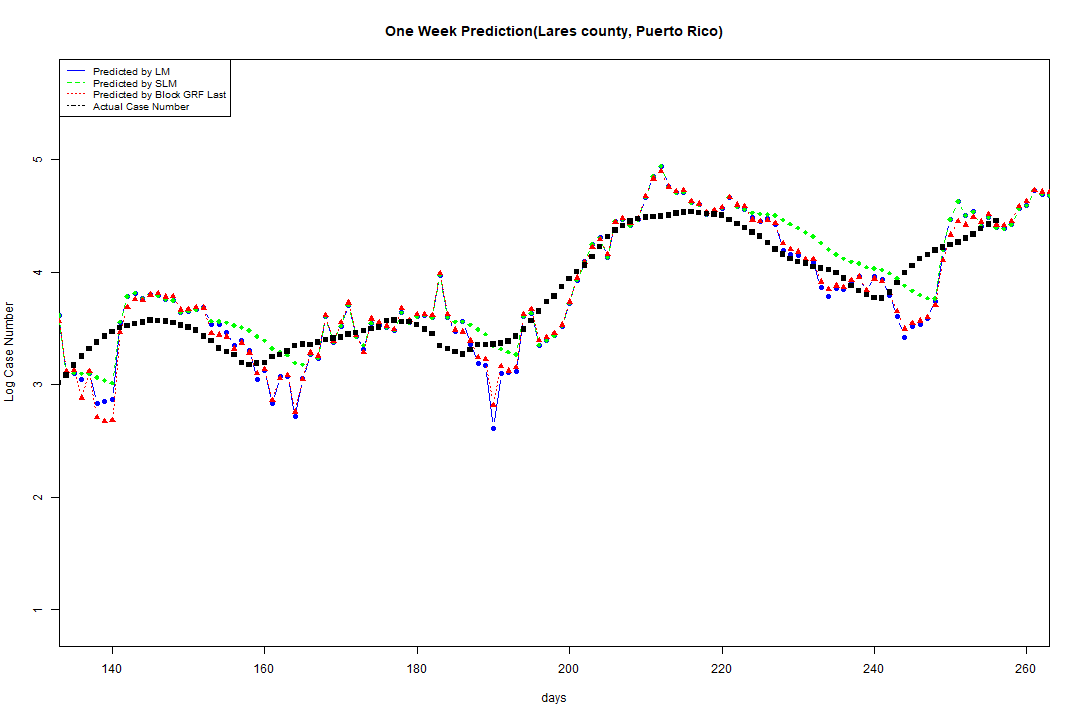 One Week Prediction(Lares county, Puerto Rico)
Predicted by LM
Predicted by SLM
Predicted by Block GRF Last
Actual Case Number
5
4
3
2
1
Log Case Number
140 160 180 200 220 240 260
days